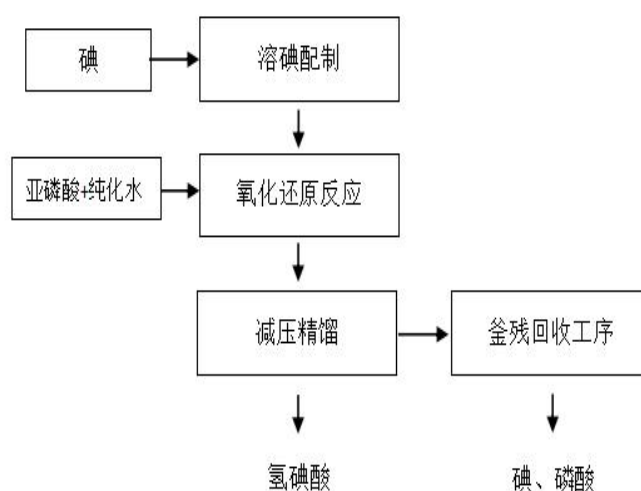 碘
溶碘配制
亚磷酸+纯化水
氧化还原反应
减压精馏
釜残回收工序
氢碘酸
碘、磷酸